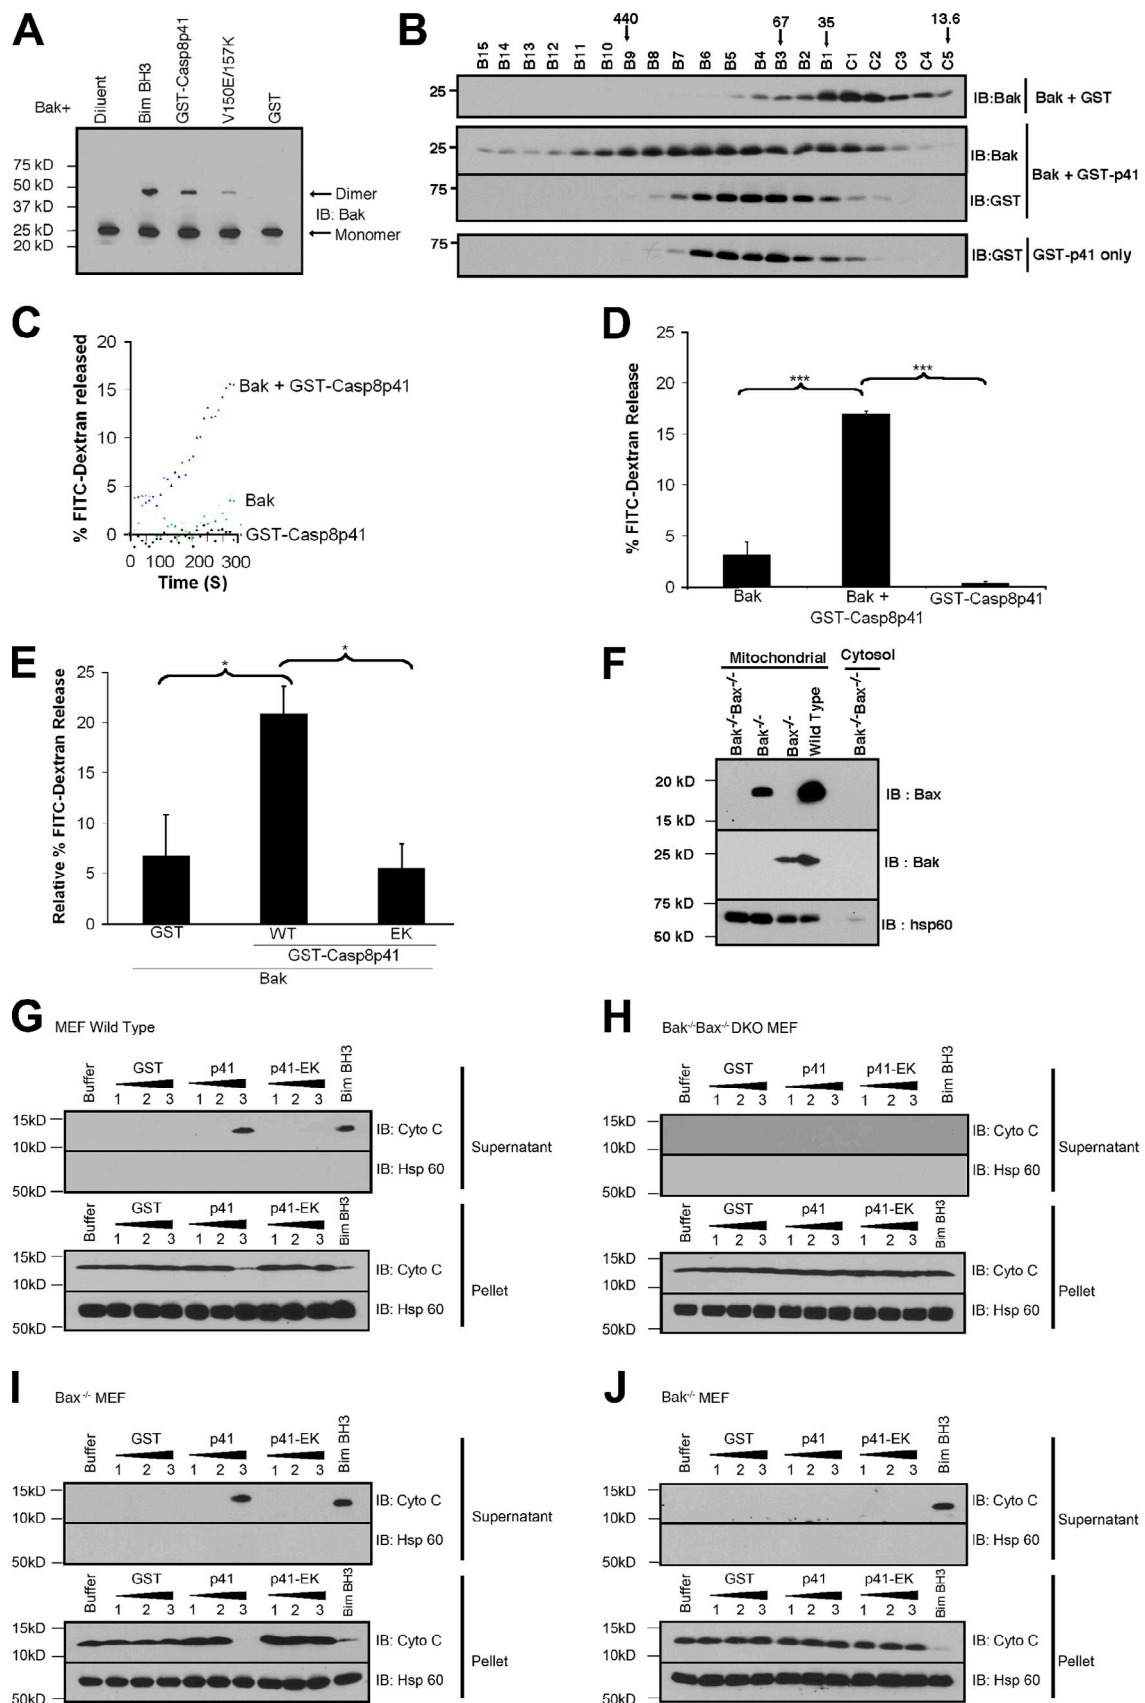 A
Bak+
Diluent
Bim BH3
GST-Casp8p41
V150E/157K
GST
75 kD
50 kD
37 kD
25 kD
20 kD
Dimer
IB: Bak
Monomer
B
440 67 35 13.6
B15 B14 B13 B12 B11 B10 B9 B8 B7 B6 B5 B4 B3 B2 B1 C1 C2 C3 C4 C5
25 IB:Bak Bak + GST
25 IB:Bak
Bak + GST-p41
75 IB:GST
75 IB:GST GST-p41 only
C
% FITC-Dextran released
20
15
10
5
0
Bak + GST-Casp8p41
Bak
GST-Casp8p41
0 100 200 300
Time (S)
D
% FITC-Dextran Release
25
20
15
10
5
0
*** ***
Bak Bak + GST-Casp8p41
GST-Casp8p41
E
Relative % FITC-Dextran Release
25
20
15
10
5
0
* *
GST WT EK
GST-Casp8p41
Bak
F
Mitochondrial Cytosol
Bak-/-Bax-/-
Bak-/-
Bax-/-
Wild Type
Bak-/-Bax-/-
20 kD
IB : Bax
15 kD
25 kD
IB : Bak
75 kD
IB : hsp60
50 kD
G
MEF Wild Type
Buffer GST p41 p41-EK Bim BH3
1 2 3 1 2 3 1 2 3
15kD
IB: Cyto C
10kD
Supernatant
IB: Hsp 60
50kD
Buffer GST p41 p41-EK Bim BH3
1 2 3 1 2 3 1 2 3
15kD
IB: Cyto C
10kD
Pellet
IB: Hsp 60
50kD
H
Bak-/-Bax-/-DKO MEF
Buffer GST p41 p41-EK Bim BH3
1 2 3 1 2 3 1 2 3
15kD
IB: Cyto C
10kD
Supernatant
IB: Hsp 60
50kD
Buffer GST p41 p41-EK Bim BH3
1 2 3 1 2 3 1 2 3
15kD
IB: Cyto C
10kD
Pellet
IB: Hsp 60
50kD
I
Bax-/- MEF
Buffer GST p41 p41-EK Bim BH3
1 2 3 1 2 3 1 2 3
15kD
IB: Cyto C
10kD
Supernatant
IB: Hsp 60
50kD
Buffer GST p41 p41-EK Bim BH3
1 2 3 1 2 3 1 2 3
15kD
IB: Cyto C
10kD
Pellet
IB: Hsp 60
50kD
J
Bak-/- MEF
Buffer GST p41 p41-EK Bim BH3
1 2 3 1 2 3 1 2 3
15kD
IB: Cyto C
10kD
Supernatant
IB: Hsp 60
50kD
Buffer GST p41 p41-EK Bim BH3
1 2 3 1 2 3 1 2 3
15kD
IB: Cyto C
10kD
Pellet
IB: Hsp 60
50kD